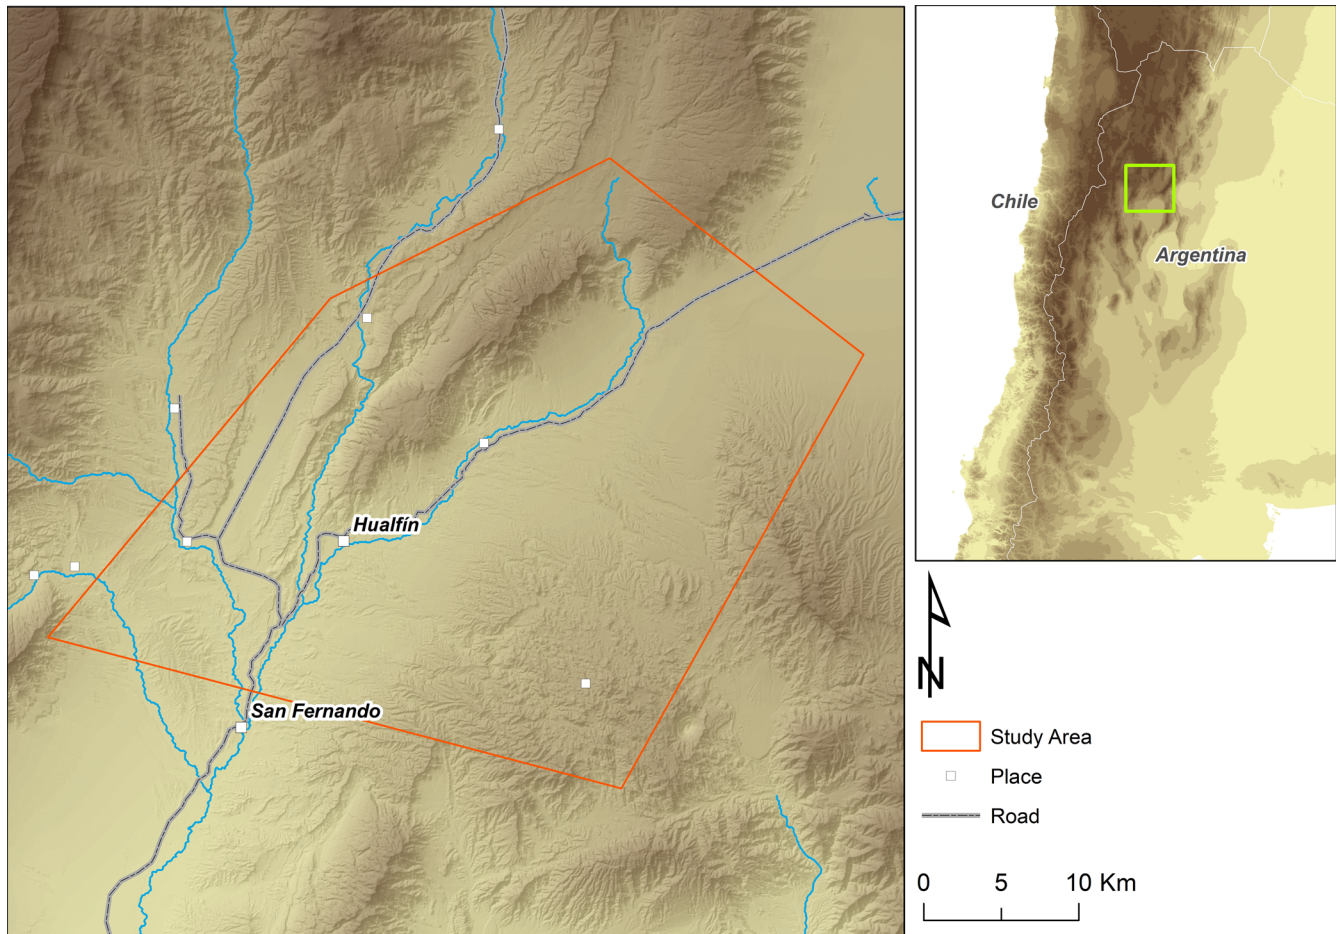 Hualfín
San Fernando
Chile
Argentina
N
Study Area
Place
Road
0 5 10 Km